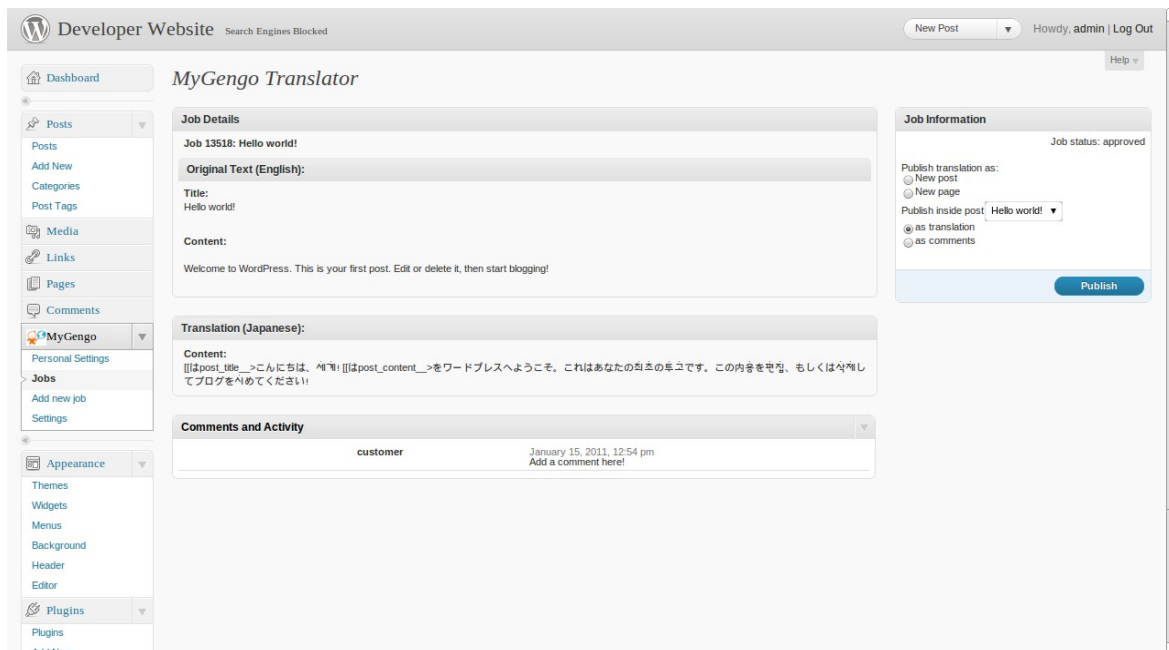 Developer Website Search Engines Blocked
New Post
Howdy, admin | Log Out
Help
Dashboard
Posts
Posts
Add New
Categories
Post Tags
Media
Links
Pages
Comments
MyGengo
Personal Settings
Jobs
Add new job
Settings
Appearance
Themes
Widgets
Menus
Background
Header
Editor
Plugins
Plugins
MyGengo Translator
Job Details
Job 13518: Hello world!
Original Text (English):
Title:
Hello world!
Content:
Welcome to WordPress. This is your first post. Edit or delete it, then start blogging!
Translation (Japanese):
Content:
[[はpost_title__>こんにちは、세계! [[はpost_content__>をワードプレスへようこそ。これはあなたの최초の투고です。この内용を편집、もしくは삭제し
てブログを시めてください!
Comments and Activity
customer
January 15, 2011, 12:54 pm
Add a comment here!
Job Information
Job status: approved
Publish translation as:
New post
New page
Publish inside post Hello world!
as translation
as comments
Publish